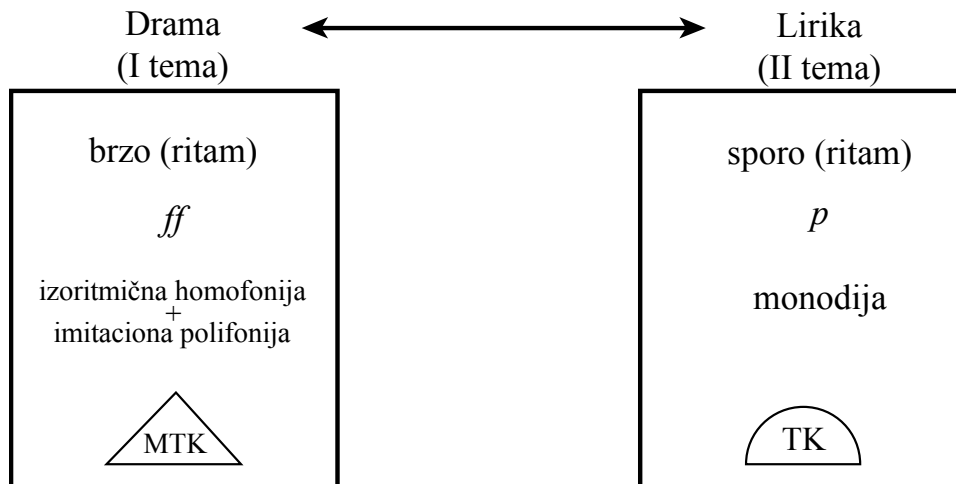 Drama
(I tema)
brzo (ritam)
ff
izoritmična homofonija
+
imitaciona polifonija
MTK
Lirika
(II tema)
sporo (ritam)
p
monodija
TK